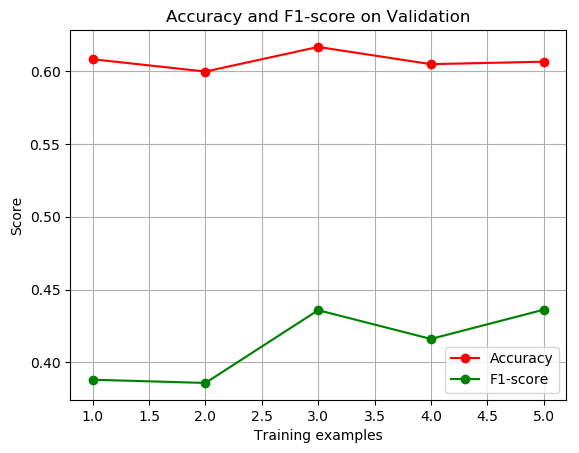 Accuracy and F1-score on Validation
0.60
0.55
0.50
0.45
0.40
Score
1.0 1.5 2.0 2.5 3.0 3.5 4.0 4.5 5.0
Training examples
Accuracy
F1-score